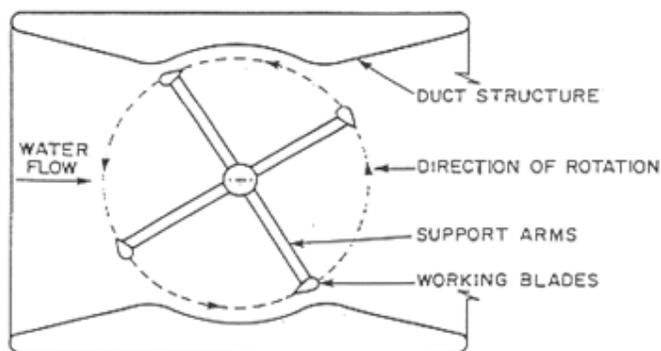 DUCT STRUCTURE
WATER
FLOW
DIRECTION OF ROTATION
SUPPORT ARMS
WORKING BLADES